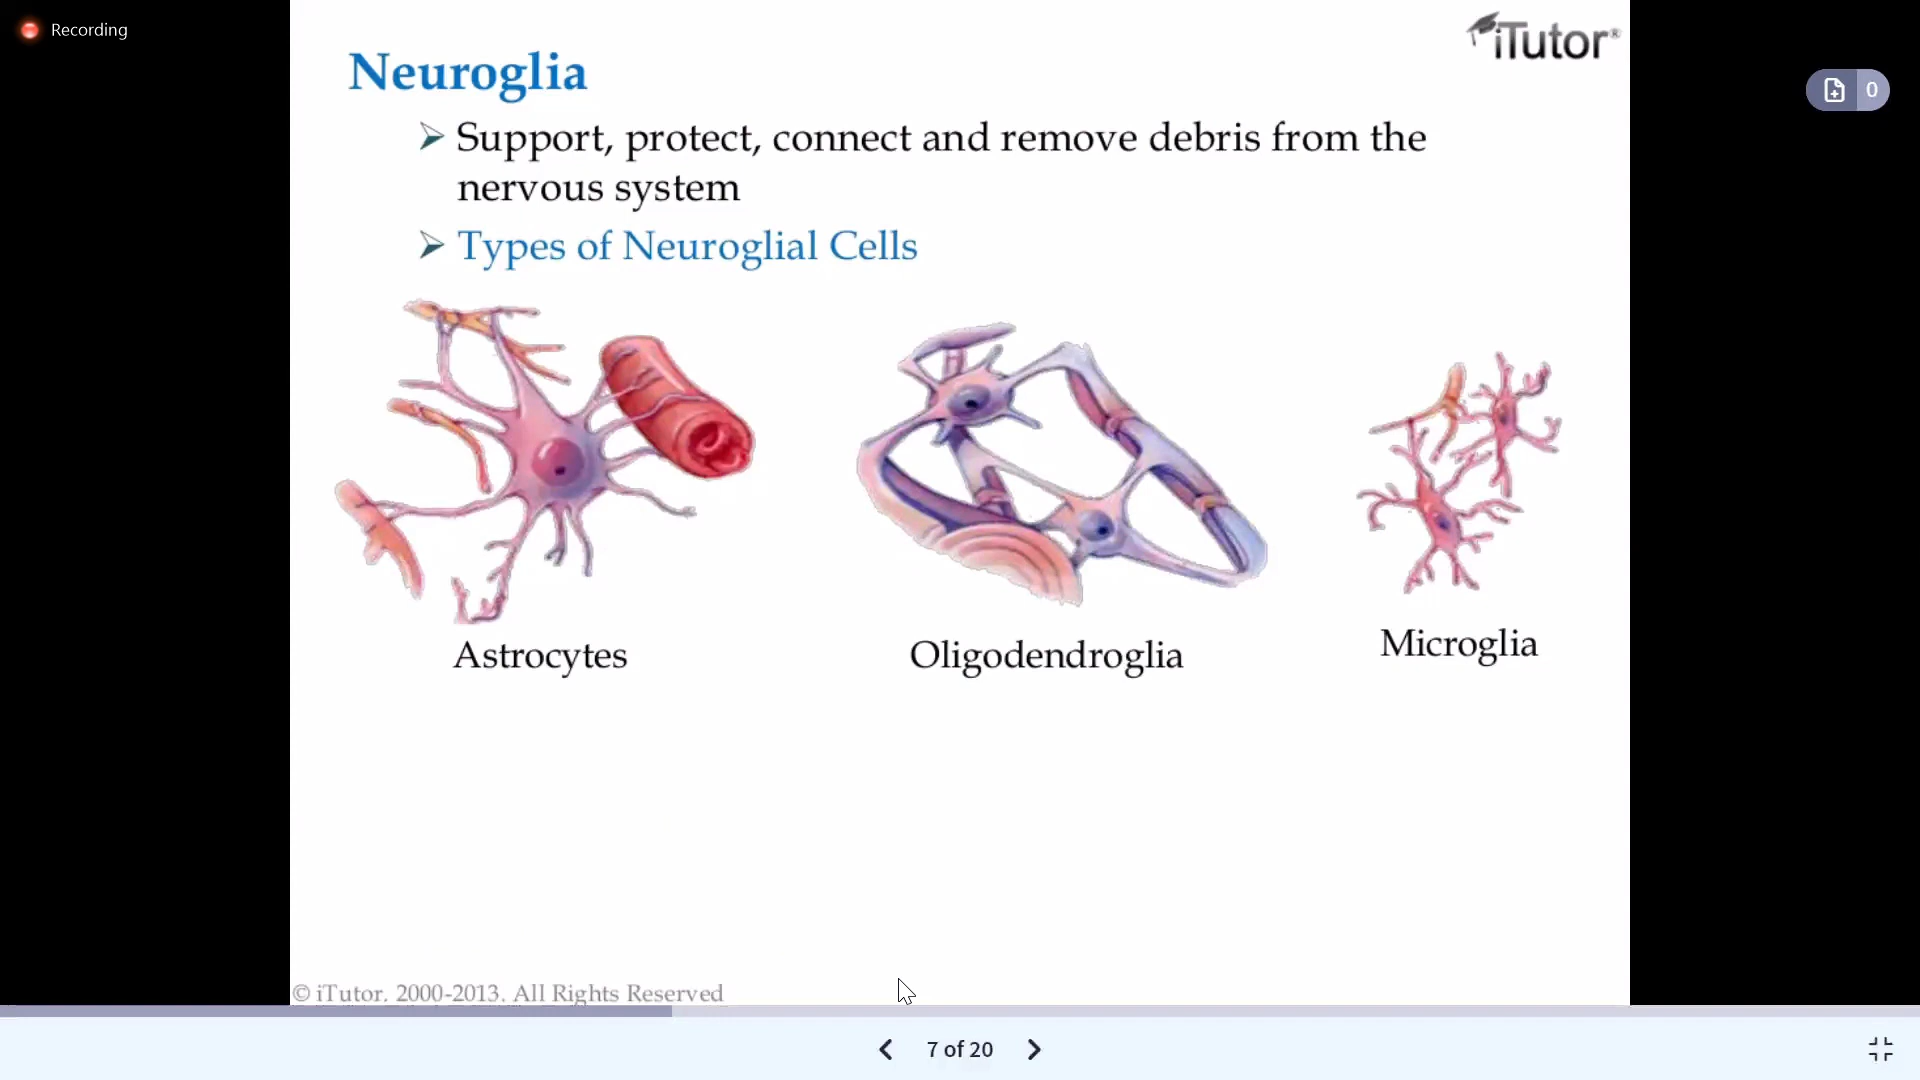 Recording
iTutor®
0
Neuroglia
Support, protect, connect and remove debris from the
nervous system
Types of Neuroglial Cells
Astrocytes
Oligodendroglia
Microglia
© iTutor. 2000-2013. All Rights Reserved
7 of 20